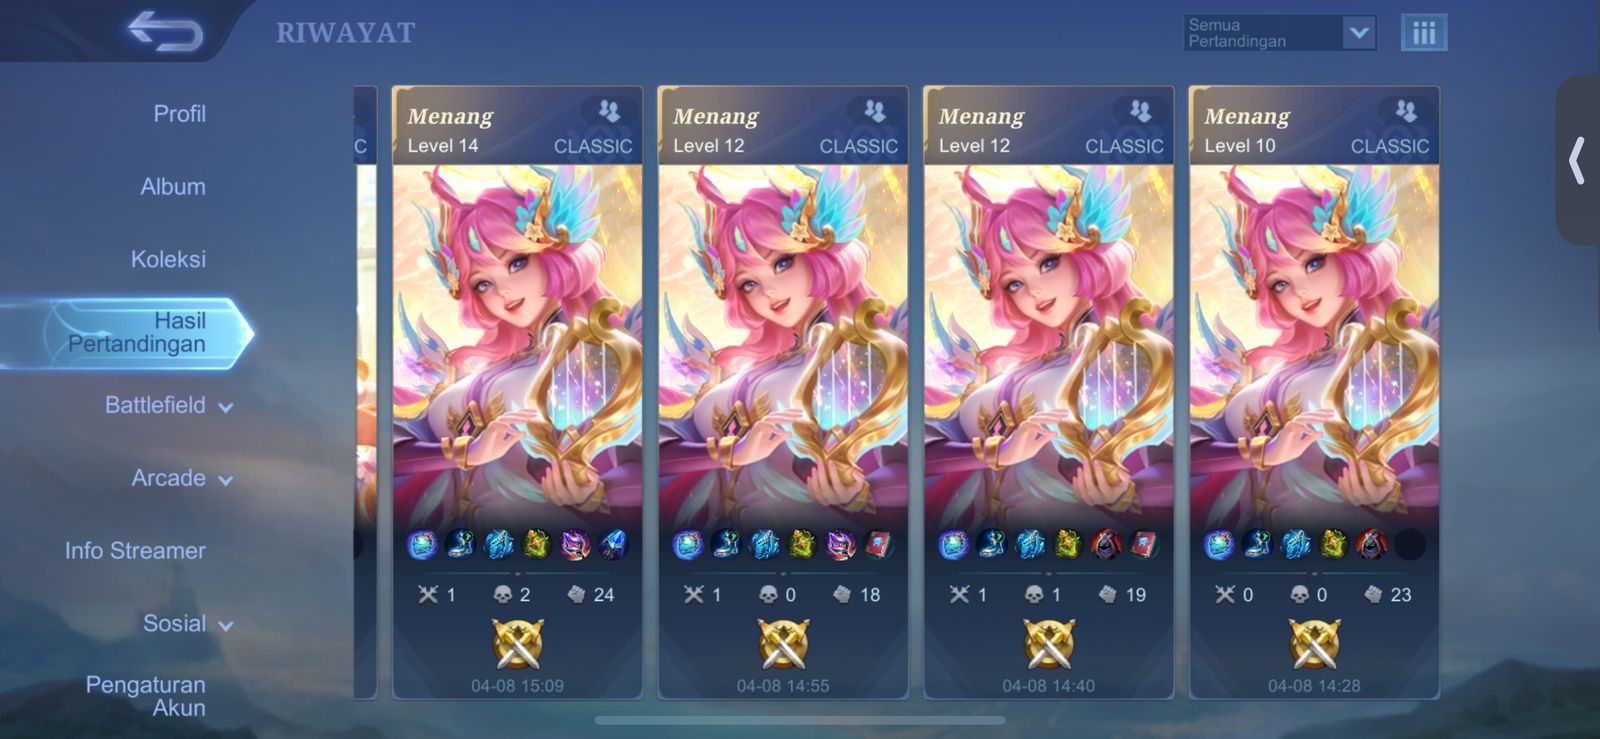 RIWAYAT
Semua
Pertandingan
Profil
Album
Koleksi
Hasil
Pertandingan
Battlefield
Arcade
Info Streamer
Sosial
Pengaturan
Akun
C
Menang
Level 14 CLASSIC
1 2 24
04-08 15:09
Menang
Level 12 CLASSIC
1 0 18
04-08 14:55
Menang
Level 12 CLASSIC
1 1 19
04-08 14:40
Menang
Level 10 CLASSIC
0 0 23
04-08 14:28